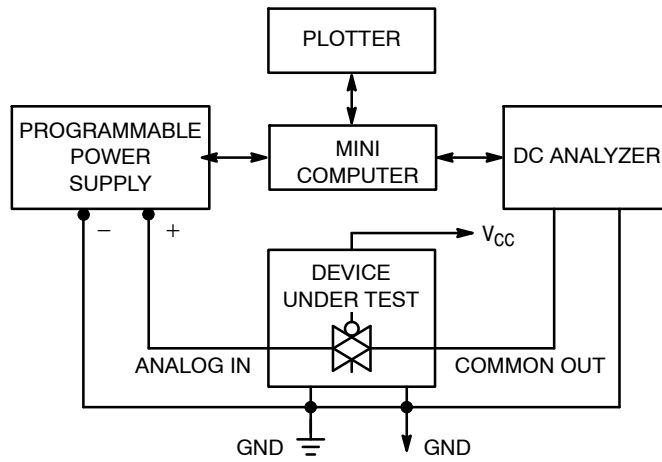 PLOTTER
PROGRAMMABLE
POWER
SUPPLY
MINI
COMPUTER
DC ANALYZER
− +
VCC
DEVICE
UNDER TEST
ANALOG IN
COMMON OUT
GND
GND